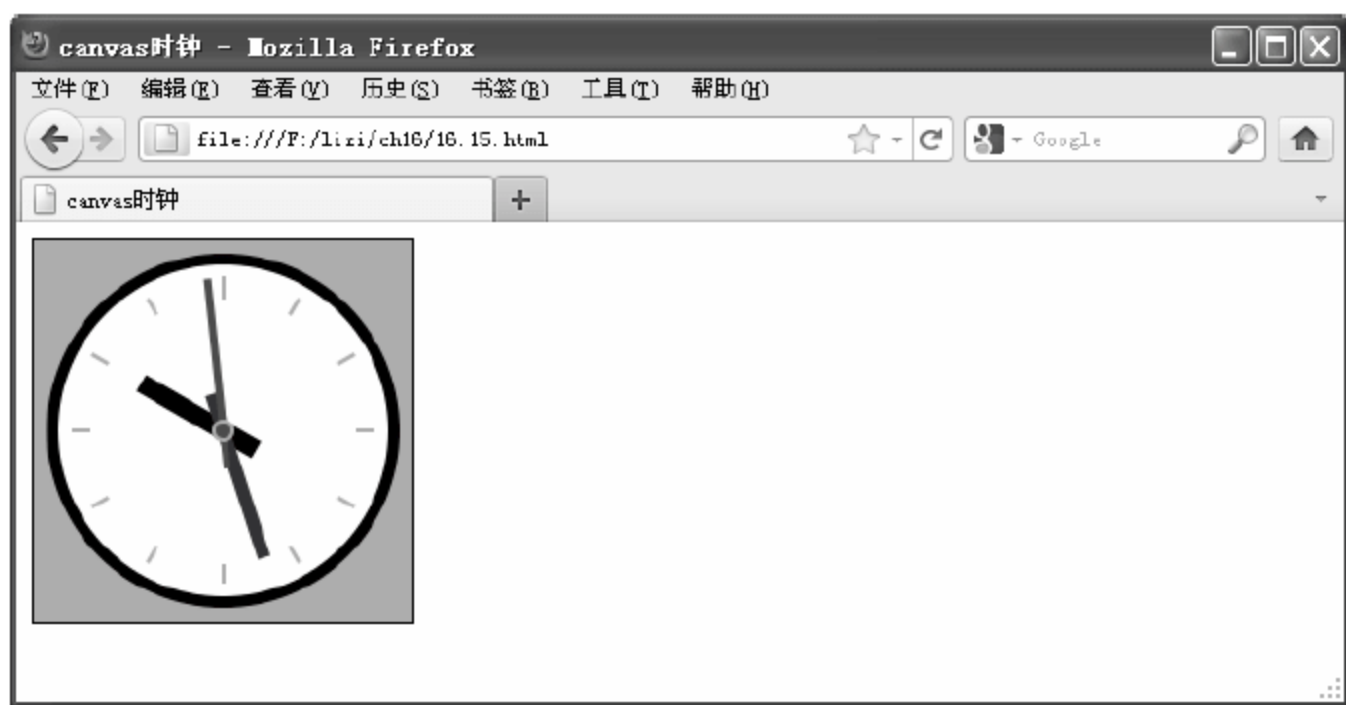 canvas时钟 - Mozilla Firefox
文件(F) 编辑(E) 查看(V) 历史(S) 书签(B) 工具(T) 帮助(H)
file:///F:/lizi/ch16/16.15.html Google
canvas时钟